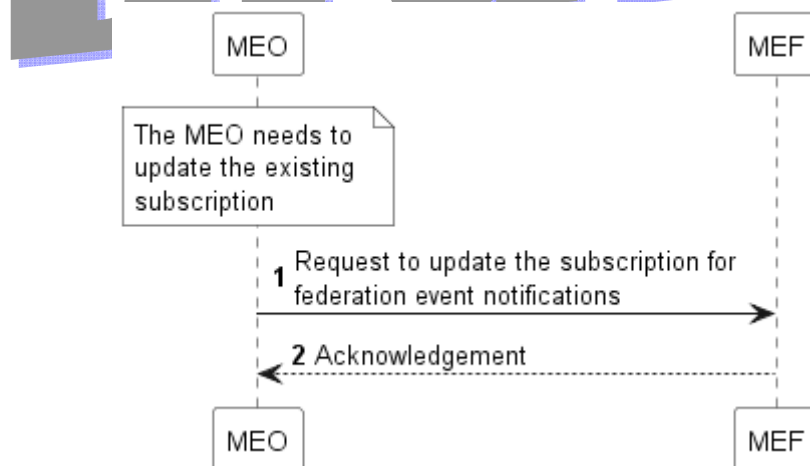 MEO MEF
The MEO needs to
update the existing
subscription
1 Request to update the subscription for
federation event notifications
2 Acknowledgement
MEO MEF